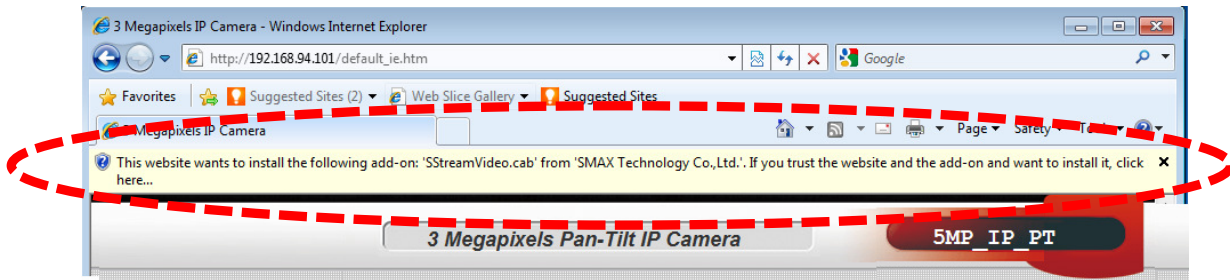 3 Megapixels IP Camera - Windows Internet Explorer
http://192.168.94.101/default_ie.htm
Google
Favorites
Suggested Sites (2)
Web Slice Gallery
Suggested Sites
3 Megapixels IP Camera
Page
Safety
Tools
This website wants to install the following add-on: 'SStreamVideo.cab' from 'SMAX Technology Co.,Ltd.'. If you trust the website and the add-on and want to install it, click
here...
3 Megapixels Pan-Tilt IP Camera
5MP_IP_PT